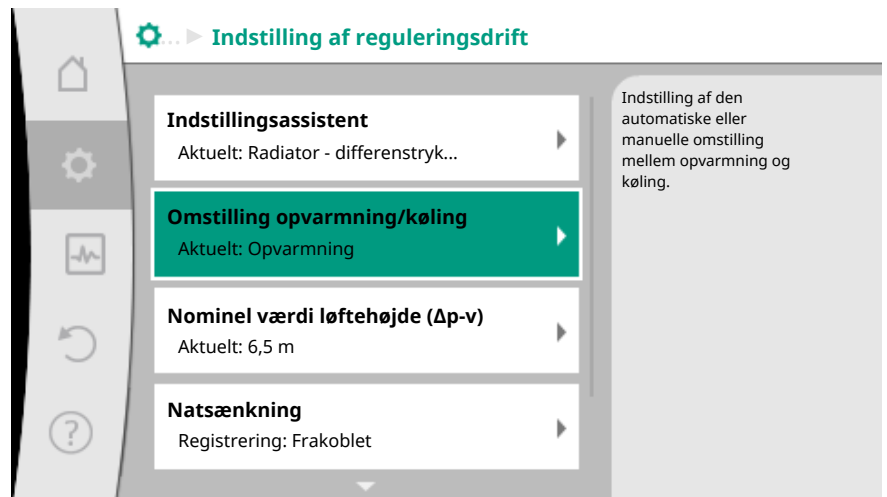 ... Indstilling af reguleringsdrift
Indstillingsassistent
Aktuelt: Radiator - differenstryk...
Omstilling opvarmning/køling
Aktuelt: Opvarmning
Nominel værdi løftehøjde (Δp-v)
Aktuelt: 6,5 m
Natsænkning
Registrering: Frakoblet
Indstilling af den
automatiske eller
manuelle omstilling
mellem opvarmning og
køling.
?